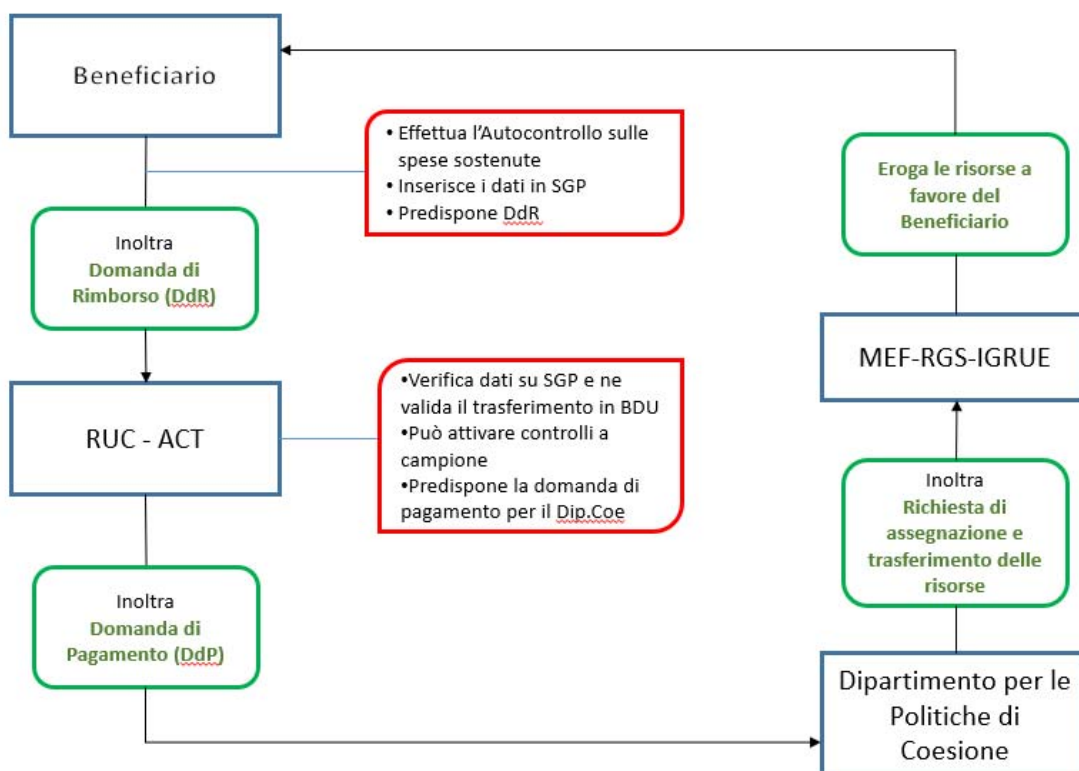 Beneficiario
• Effettua l'Autocontrollo sulle
spese sostenute
• Inserisce i dati in SGP
• Predispone DdR
Inoltra
Domanda di
Rimborso (DdR)
RUC - ACT
•Verifica dati su SGP e ne
valida il trasferimento in BDU
•Può attivare controlli a
campione
•Predispone la domanda di
pagamento per il Dip.Coe
Inoltra
Domanda di
Pagamento (DdP)
Dipartimento per le
Politiche di
Coesione
Inoltra
Richiesta di
assegnazione e
trasferimento delle
risorse
MEF-RGS-IGRUE
Eroga le risorse a
favore del
Beneficiario